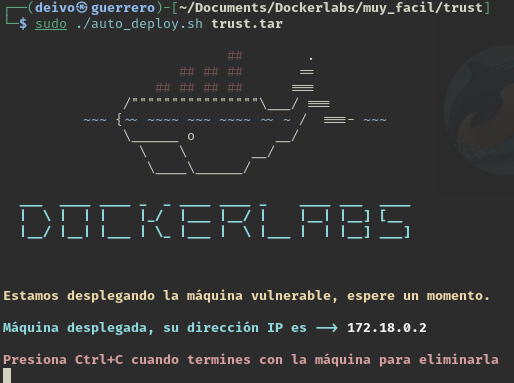 ┌──(deivo㉿guerrero)-[~/Documents/Dockerlabs/muy_facil/trust]
└─$ sudo ./auto_deploy.sh trust.tar
DOCKERLABS
Estamos desplegando la máquina vulnerable, espere un momento.
Máquina desplegada, su dirección IP es --> 172.18.0.2
Presiona Ctrl+C cuando termines con la máquina para eliminarla